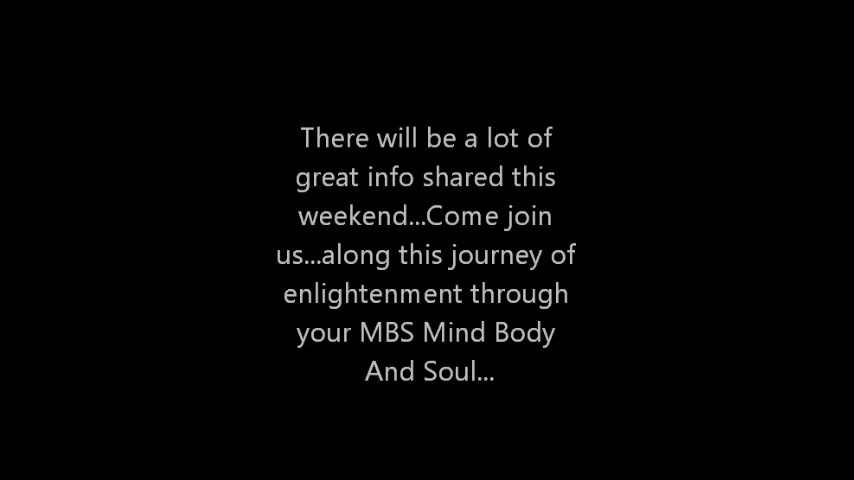 There will be a lot of
great info shared this
weekend...Come join
us...along this journey of
enlightenment through
your MBS Mind Body
And Soul...